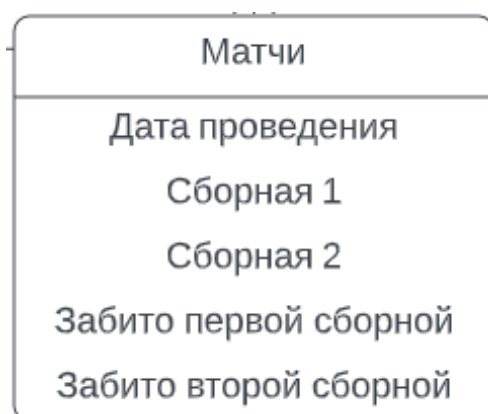 Матчи
Дата проведения
Сборная 1
Сборная 2
Забито первой сборной
Забито второй сборной